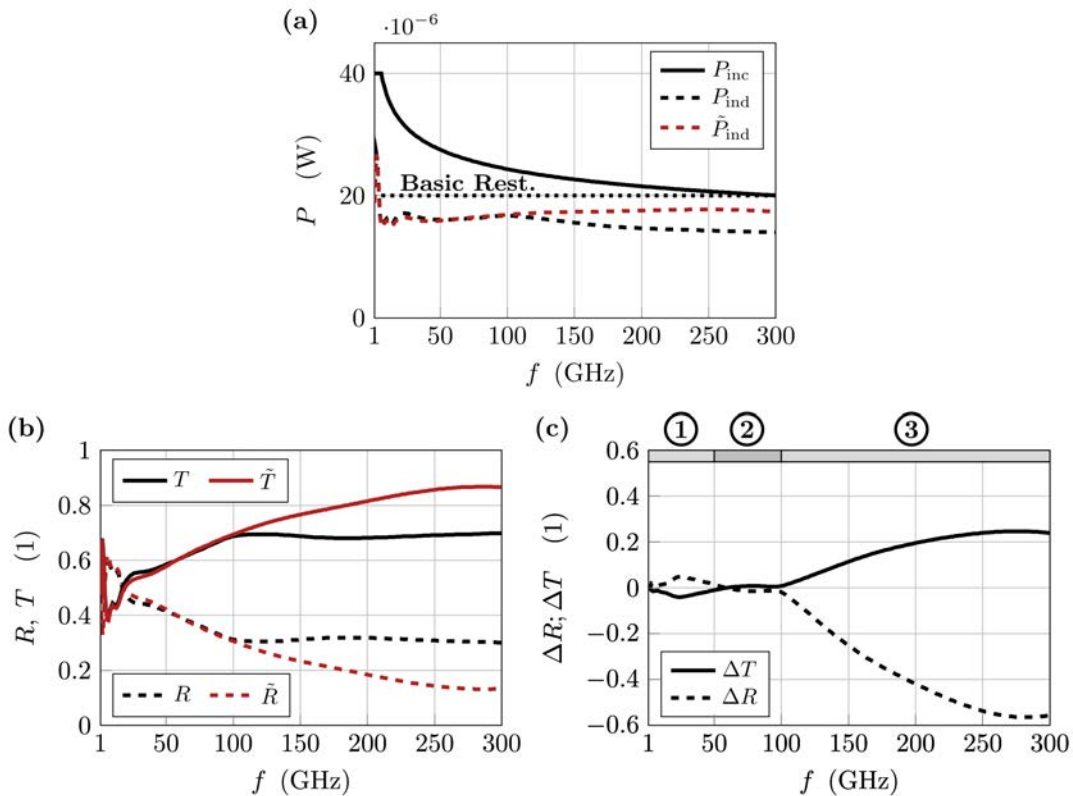 (a)
·10⁻⁶
40
20
0
P (W)
P_inc
P_ind
P̃_ind
Basic Rest.
1 50 100 150 200 250 300
f (GHz)
(b)
1
0.8
0.6
0.4
0.2
0
R, T (1)
T T̃
R R̃
1 50 100 150 200 250 300
f (GHz)
(c)
① ② ③
0.6
0.4
0.2
0
−0.2
−0.4
−0.6
ΔR; ΔT (1)
ΔT
ΔR
1 50 100 150 200 250 300
f (GHz)